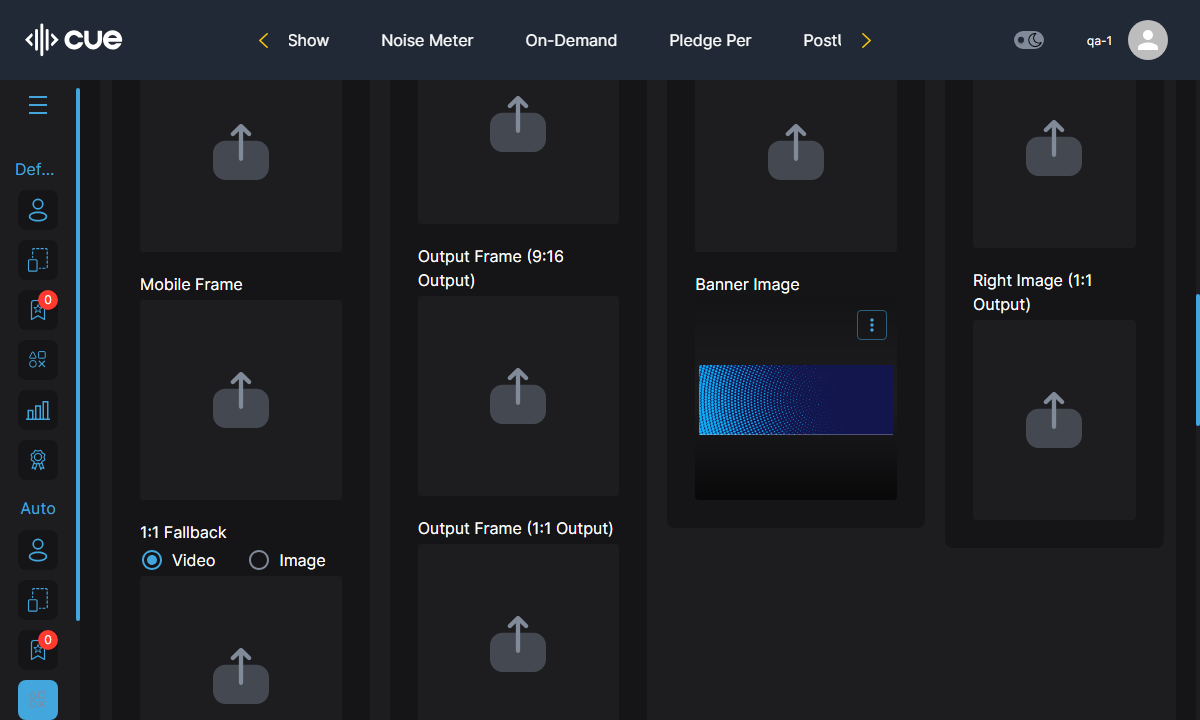 cue
Show
Noise Meter
On-Demand
Pledge Per
qa-1
Def...
0
Auto
0
Mobile Frame
1:1 Fallback
Video
Image
Output Frame (9:16
Output)
Output Frame (1:1 Output)
Banner Image
Right Image (1:1
Output)